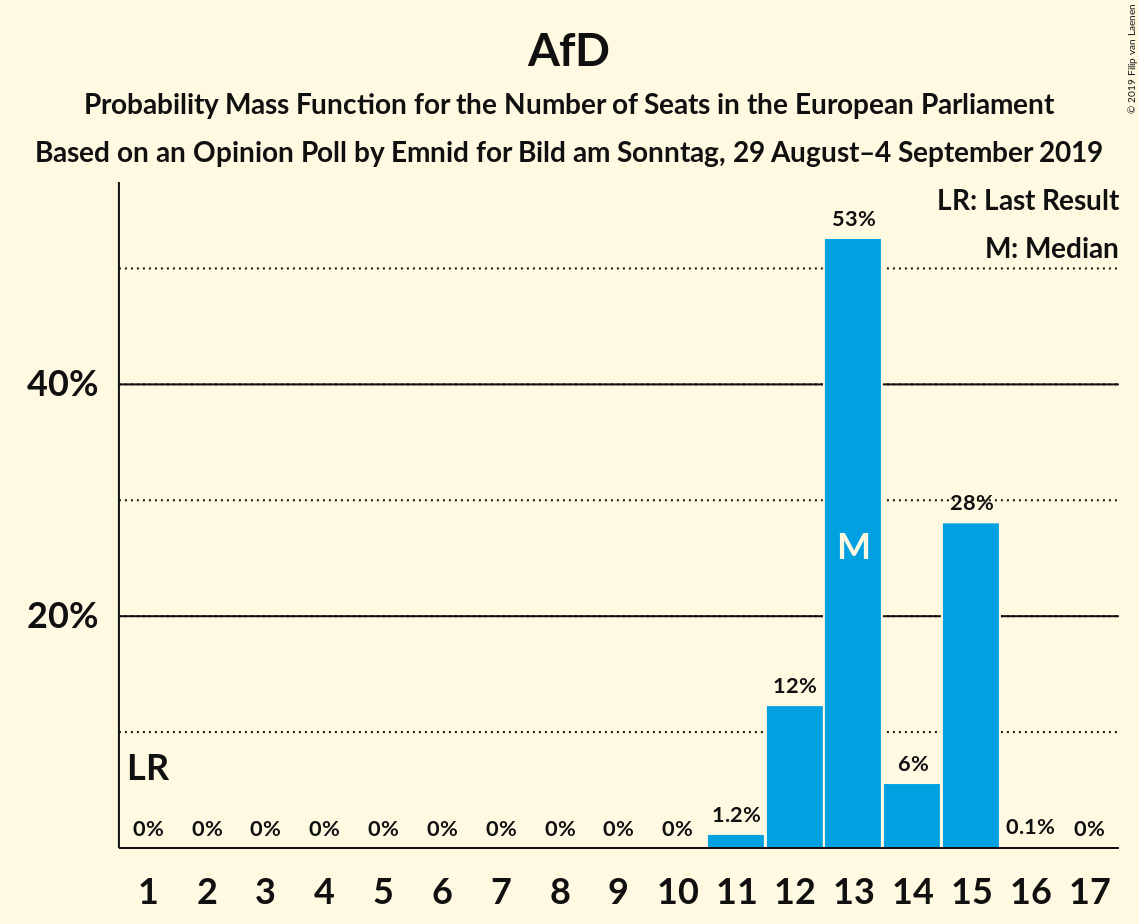 AfD
Probability Mass Function for the Number of Seats in the European Parliament
Based on an Opinion Poll by Emnid for Bild am Sonntag, 29 August–4 September 2019
© 2019 Filip van Laenen
LR: Last Result
M: Median
53%
40%
28%
M
20%
12%
6%
LR
1.2%
0% 0% 0% 0% 0% 0% 0% 0% 0% 0% 0.1% 0%
1 2 3 4 5 6 7 8 9 10 11 12 13 14 15 16 17